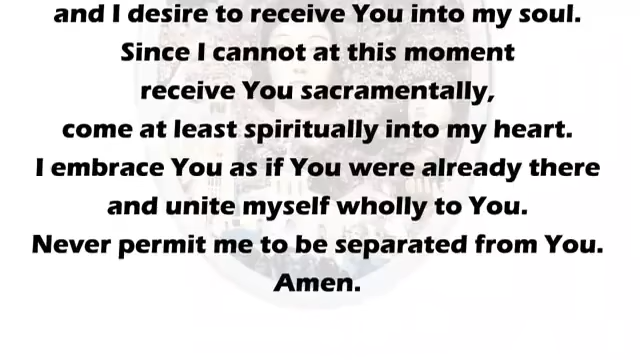 and I desire to receive You into my soul.
Since I cannot at this moment
receive You sacramentally,
come at least spiritually into my heart.
I embrace You as if You were already there
and unite myself wholly to You.
Never permit me to be separated from You.
Amen.